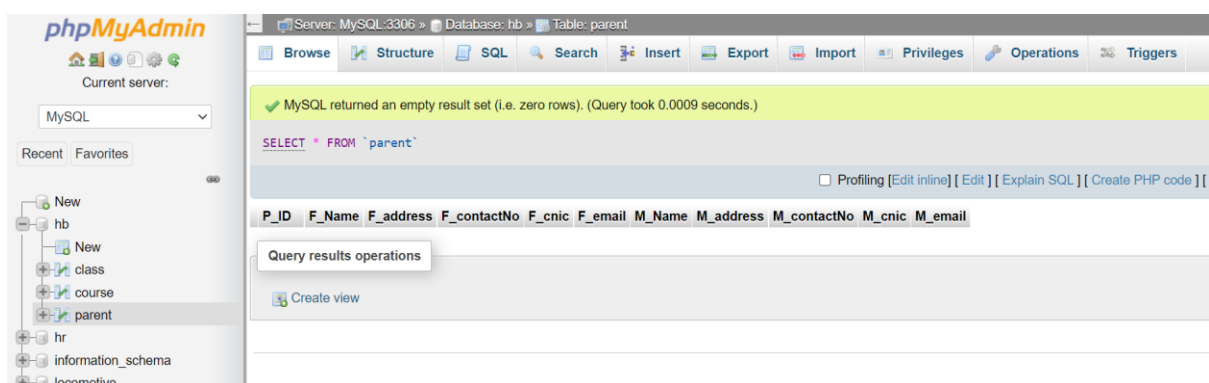 phpMyAdmin
Current server:
MySQL
Recent Favorites
New
hb
New
class
course
parent
hr
information_schema
locomotive
Server: MySQL:3306 » Database: hb » Table: parent
Browse Structure SQL Search Insert Export Import Privileges Operations Triggers
MySQL returned an empty result set (i.e. zero rows). (Query took 0.0009 seconds.)
SELECT * FROM `parent`
Profiling [Edit inline] [ Edit ] [ Explain SQL ] [ Create PHP code ] [
P_ID F_Name F_address F_contactNo F_cnic F_email M_Name M_address M_contactNo M_cnic M_email
Query results operations
Create view